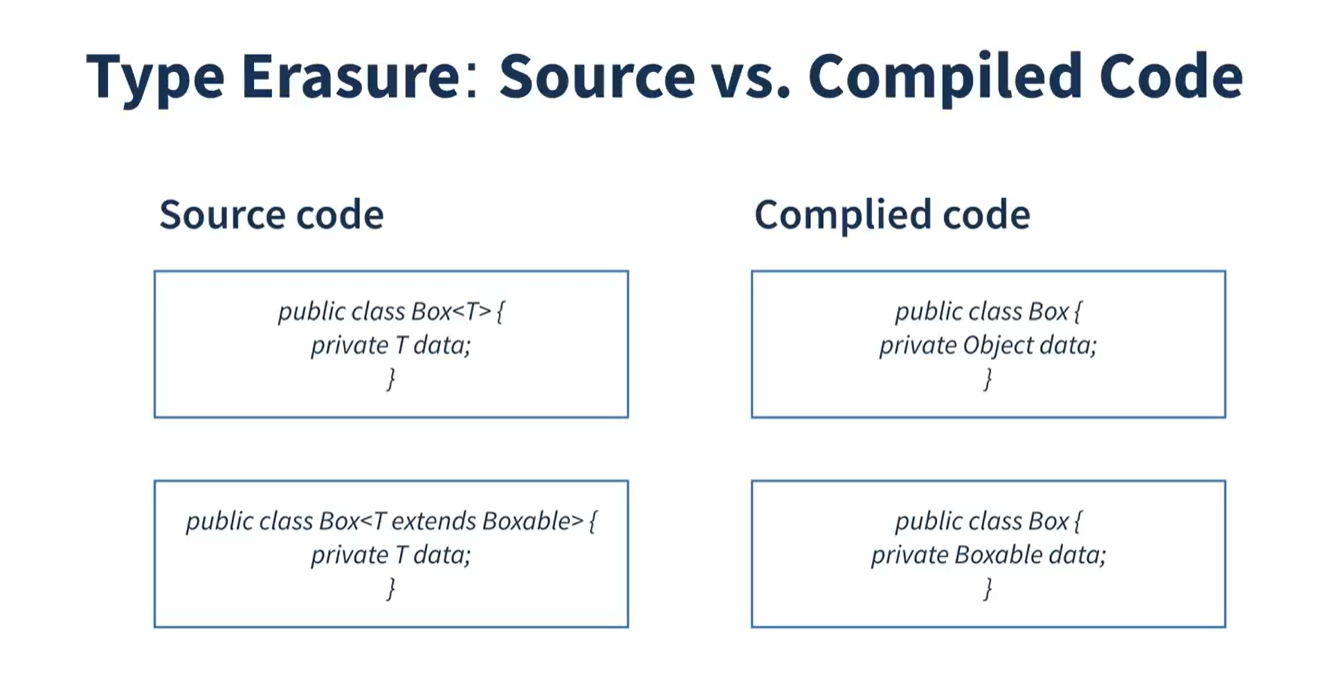 Type Erasure: Source vs. Compiled Code
Source code
public class Box<T> {
private T data;
}
public class Box<T extends Boxable> {
private T data;
}
Complied code
public class Box {
private Object data;
}
public class Box {
private Boxable data;
}